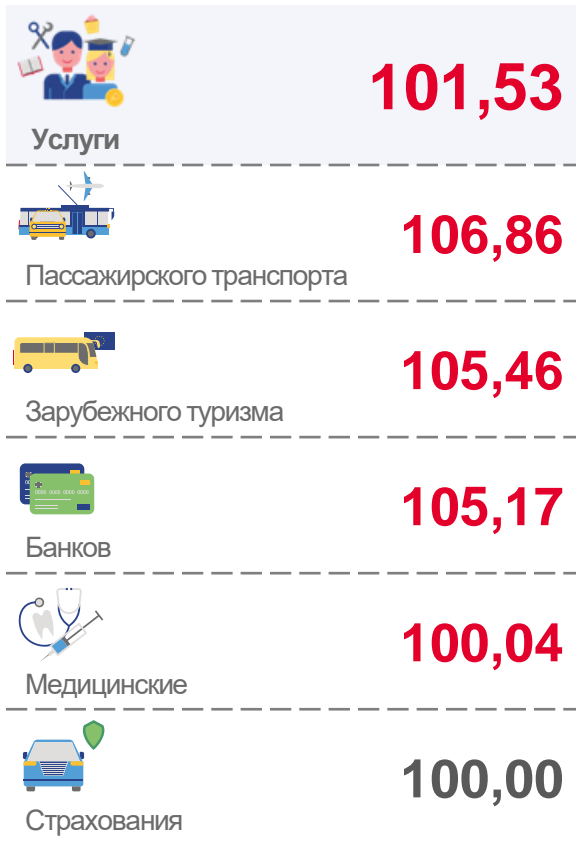 101,53
Услуги
106,86
Пассажирского транспорта
105,46
Зарубежного туризма
105,17
Банков
100,04
Медицинские
100,00
Страхования